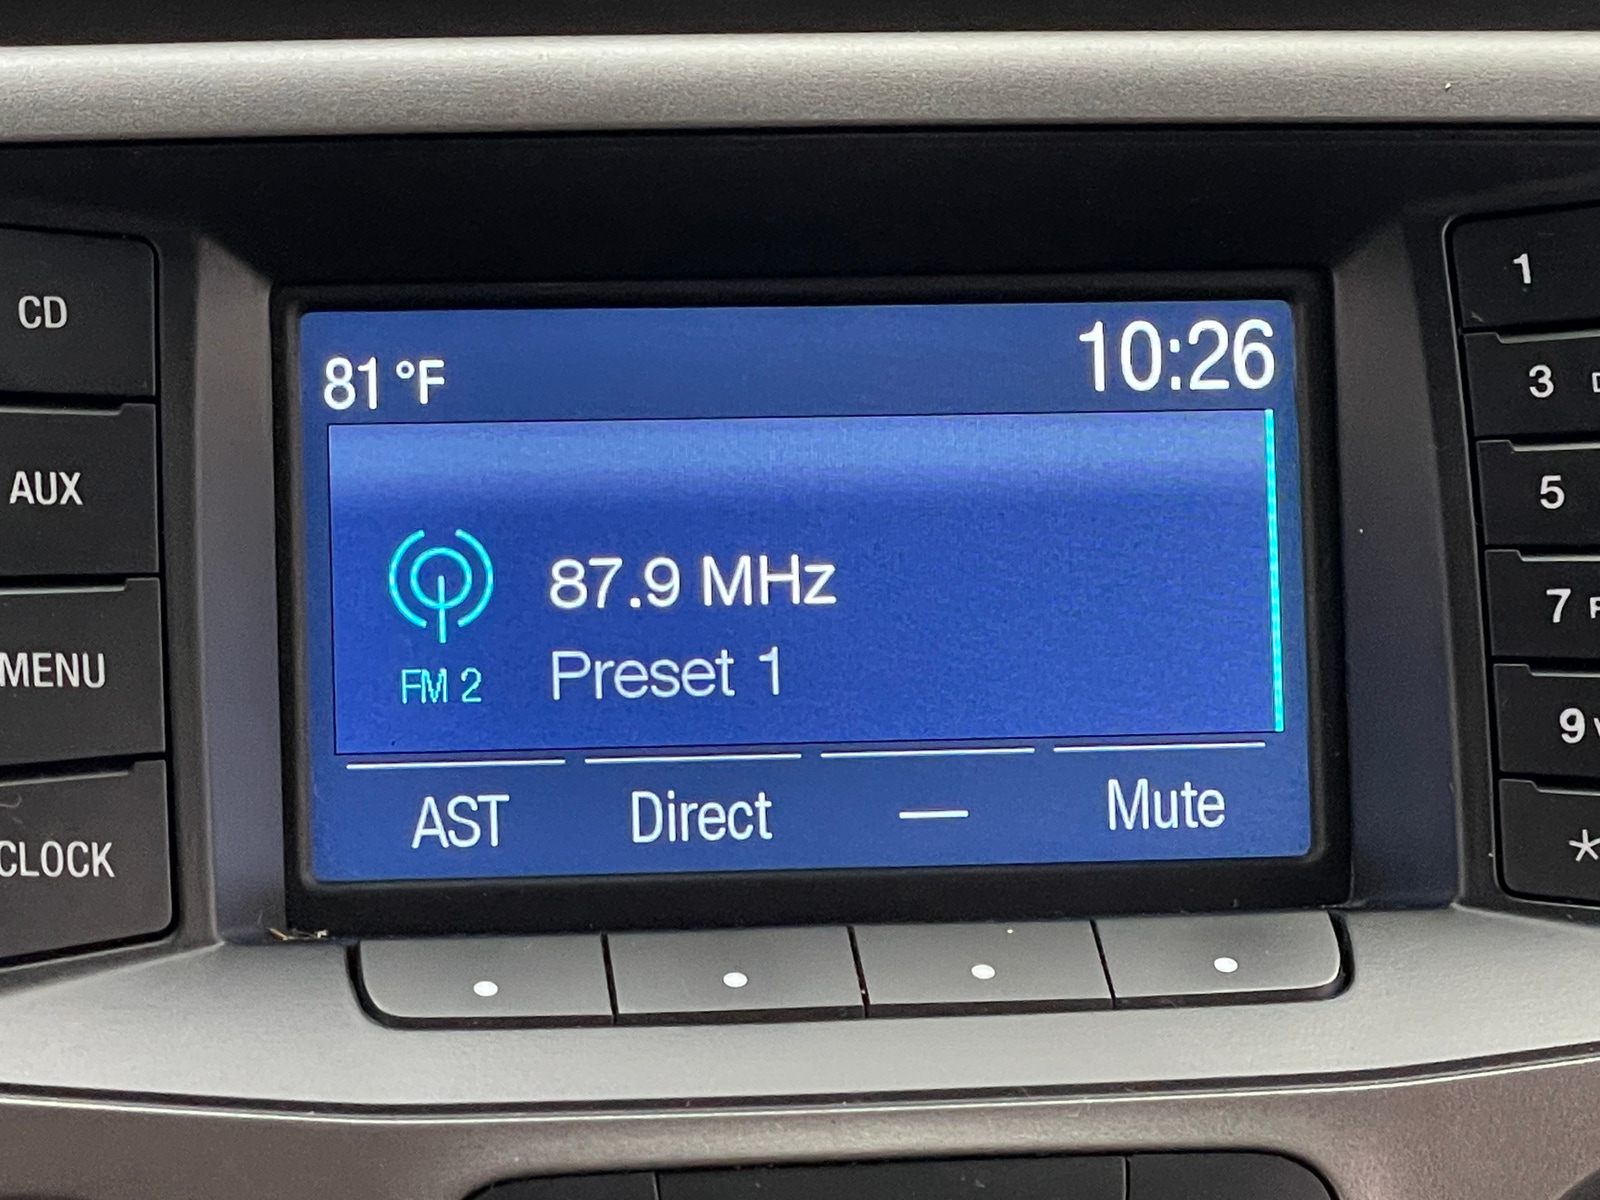 81 °F
10:26
87.9 MHz
FM 2
Preset 1
AST
Direct
—
Mute
CD
AUX
MENU
CLOCK
1
3
5
7
9
*